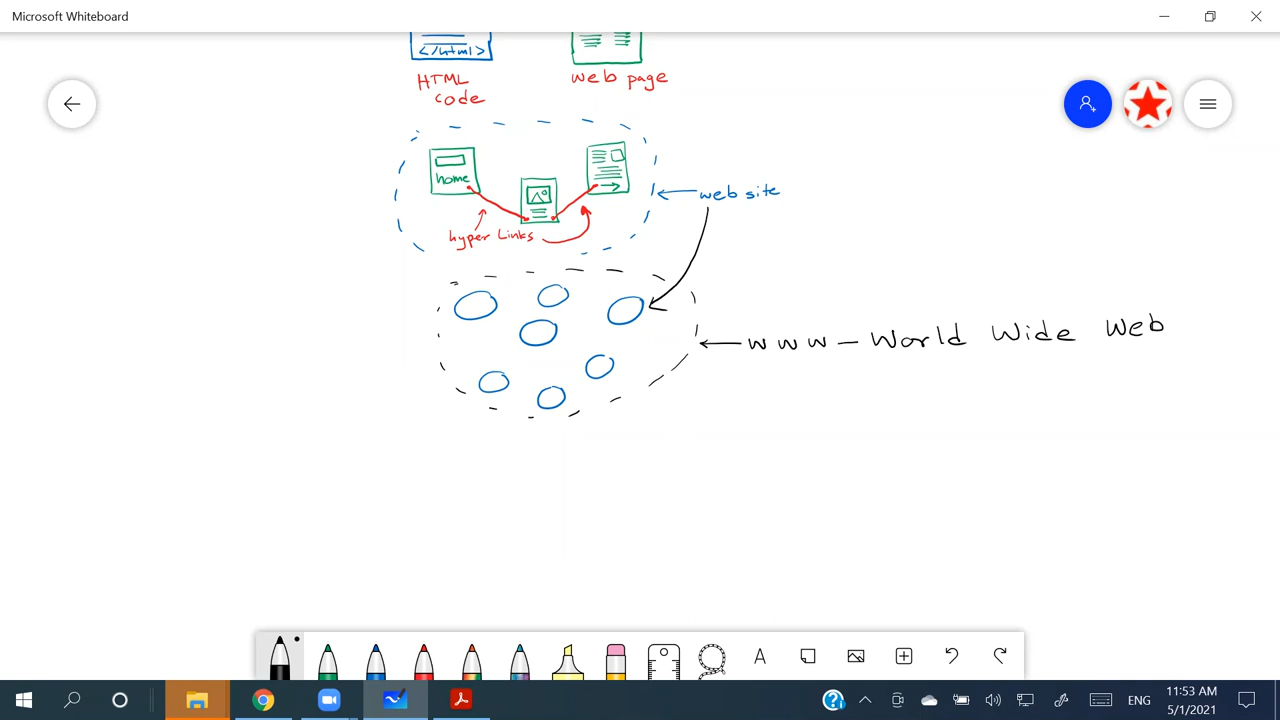 Microsoft Whiteboard
</html>
HTML
code
web page
home
web site
hyper Links
w w w – World Wide Web
A
ENG
11:53 AM
5/1/2021